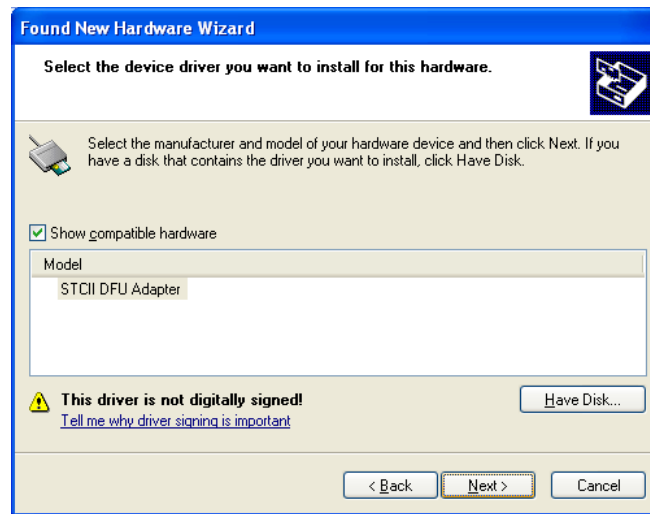 Found New Hardware Wizard
Select the device driver you want to install for this hardware.
Select the manufacturer and model of your hardware device and then click Next. If you
have a disk that contains the driver you want to install, click Have Disk.
Show compatible hardware
Model
STCII DFU Adapter
This driver is not digitally signed!
Have Disk...
Tell me why driver signing is important
< Back
Next >
Cancel